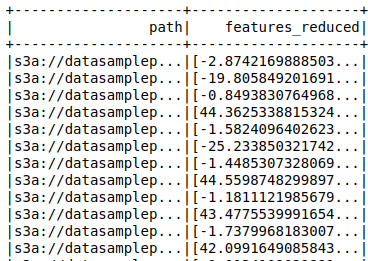 +--------------------+--------------------+
|                path|    features_reduced|
+--------------------+--------------------+
|s3a://datasamplep...|[-2.8742169888503...|
|s3a://datasamplep...|[-19.805849201691...|
|s3a://datasamplep...|[-0.8493830764968...|
|s3a://datasamplep...|[44.3625338815324...|
|s3a://datasamplep...|[-1.5824096402623...|
|s3a://datasamplep...|[-25.233850321742...|
|s3a://datasamplep...|[-1.4485307328069...|
|s3a://datasamplep...|[44.5598748299897...|
|s3a://datasamplep...|[-1.1811121985679...|
|s3a://datasamplep...|[43.4775539991654...|
|s3a://datasamplep...|[-1.7379968183007...|
|s3a://datasamplep...|[42.0991649085843...|